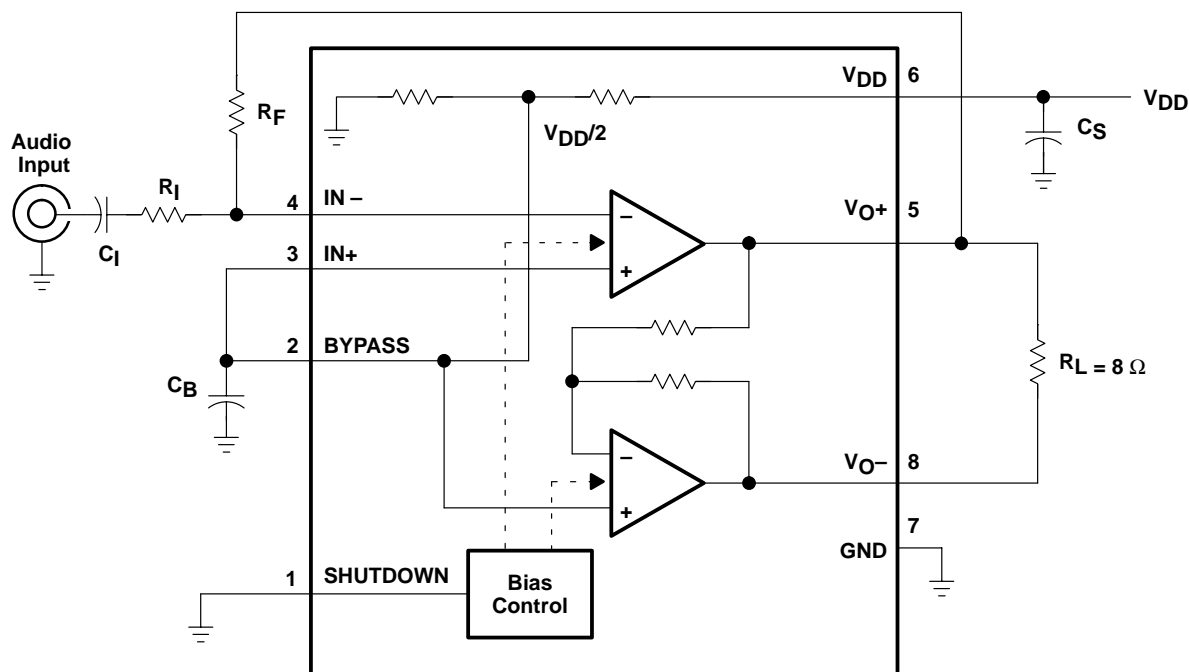 6
VDD
VDD
RF
VDD/2
CS
Audio
Input
RI
4
IN –
VO+
5
–
CI
3
IN+
+
2
BYPASS
CB
RL = 8 Ω
–
VO–
8
+
7
GND
1
SHUTDOWN
Bias
Control